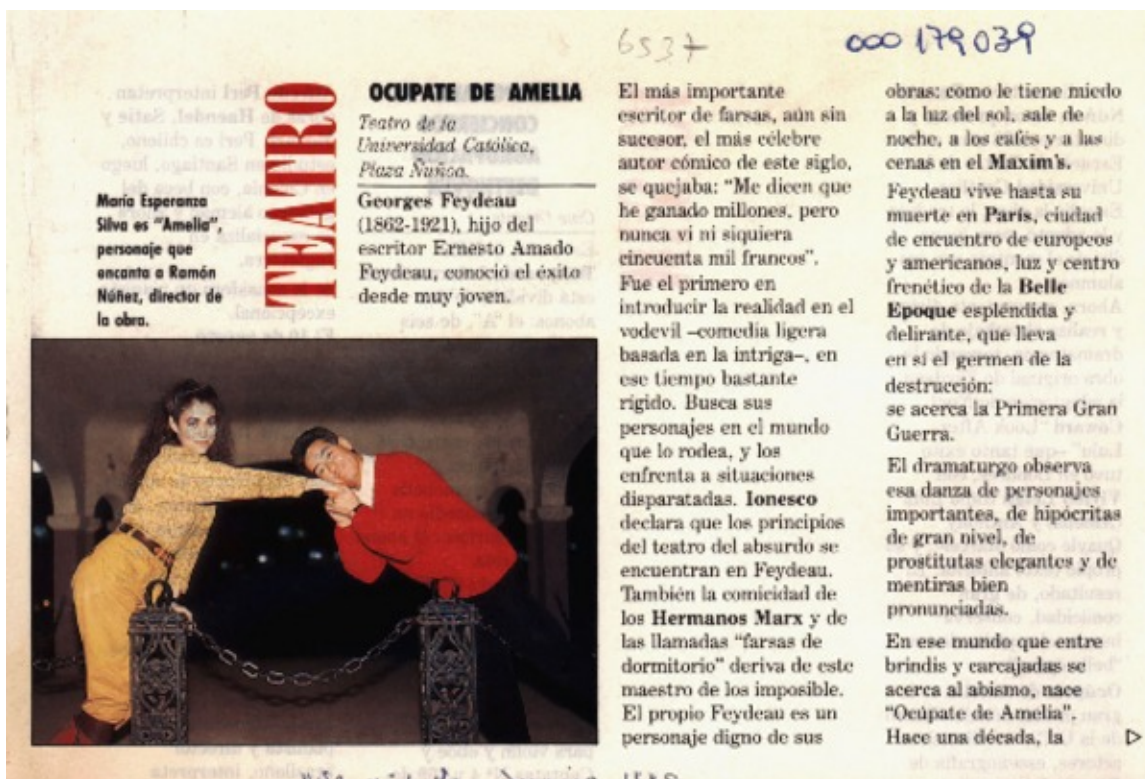 6537
000 179039
TEATRO
OCUPATE DE AMELIA
Teatro de la
Universidad Católica,
Plaza Ñuñoa.
María Esperanza
Silva es "Amelia",
personaje que
encanta a Ramón
Núñez, director de
la obra.
Georges Feydeau
(1862-1921), hijo del
escritor Ernesto Amado
Feydeau, conoció el éxito
desde muy joven.
El más importante
escritor de farsas, aún sin
sucesor, el más célebre
autor cómico de este siglo,
se quejaba: "Me dicen que
he ganado millones, pero
nunca vi ni siquiera
cincuenta mil francos".
Fue el primero en
introducir la realidad en el
vodevil –comedia ligera
basada en la intriga–, en
ese tiempo bastante
rígido. Busca sus
personajes en el mundo
que lo rodea, y los
enfrenta a situaciones
disparatadas. Ionesco
declara que los principios
del teatro del absurdo se
encuentran en Feydeau.
También la comicidad de
los Hermanos Marx y de
las llamadas "farsas de
dormitorio" deriva de este
maestro de los imposible.
El propio Feydeau es un
personaje digno de sus
obras: como le tiene miedo
a la luz del sol, sale de
noche, a los cafés y a las
cenas en el Maxim's.
Feydeau vive hasta su
muerte en París, ciudad
de encuentro de europeos
y americanos, luz y centro
frenético de la Belle
Epoque espléndida y
delirante, que lleva
en sí el germen de la
destrucción:
se acerca la Primera Gran
Guerra.
El dramaturgo observa
esa danza de personajes
importantes, de hipócritas
de gran nivel, de
prostitutas elegantes y de
mentiras bien
pronunciadas.
En ese mundo que entre
brindis y carcajadas se
acerca al abismo, nace
"Ocúpate de Amelia".
Hace una década, la